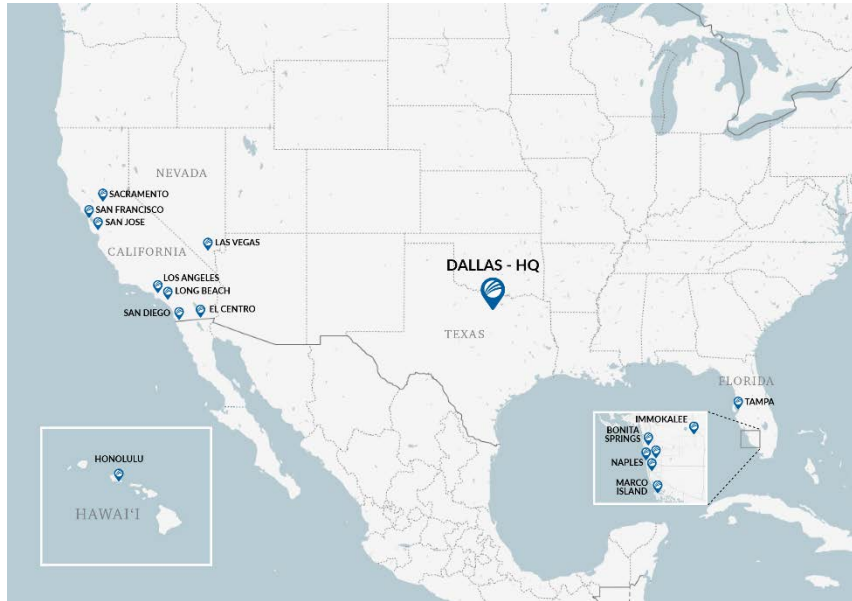 NEVADA
SACRAMENTO
SAN FRANCISCO
SAN JOSE
CALIFORNIA
LAS VEGAS
LOS ANGELES
LONG BEACH
SAN DIEGO
EL CENTRO
DALLAS - HQ
TEXAS
FLORIDA
TAMPA
IMMOKALEE
BONITA
SPRINGS
NAPLES
MARCO
ISLAND
HONOLULU
HAWAI‘I